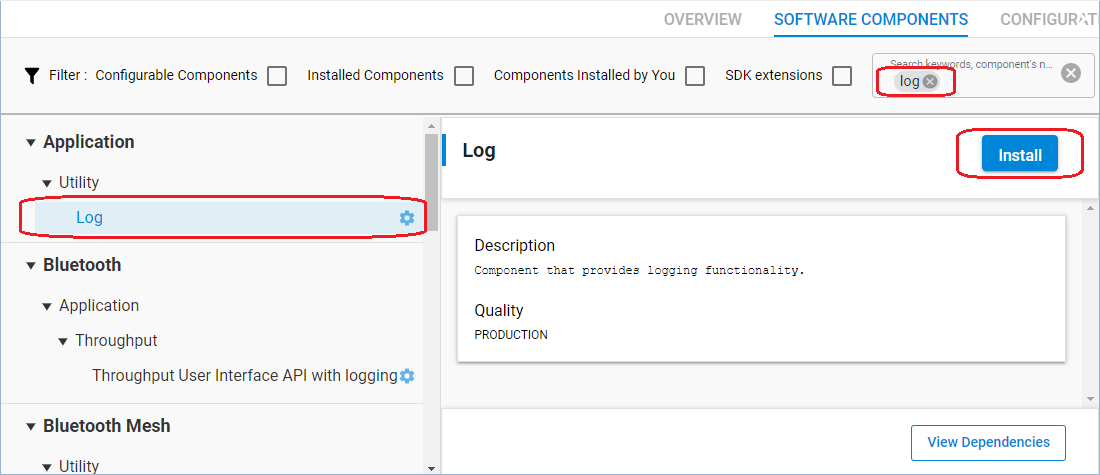 OVERVIEW SOFTWARE COMPONENTS CONFIGURAT
Filter : Configurable Components Installed Components Components Installed by You SDK extensions
Search keywords, component's n...
log
Application
Utility
Log
Bluetooth
Application
Throughput
Throughput User Interface API with logging
Bluetooth Mesh
Utility
Log
Install
Description
Component that provides logging functionality.
Quality
PRODUCTION
View Dependencies